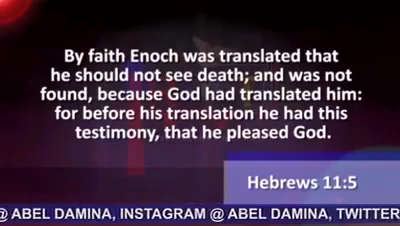 By faith Enoch was translated that
he should not see death; and was not
found, because God had translated him:
for before his translation he had this
testimony, that he pleased God.
Hebrews 11:5
@ ABEL DAMINA, INSTAGRAM @ ABEL DAMINA, TWITTER